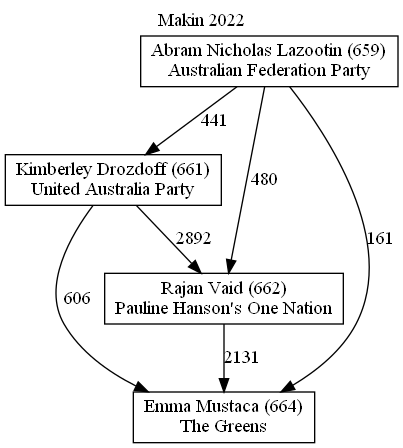 Makin 2022
Abram Nicholas Lazootin (659)
Australian Federation Party
441
480
161
Kimberley Drozdoff (661)
United Australia Party
2892
606
Rajan Vaid (662)
Pauline Hanson's One Nation
2131
Emma Mustaca (664)
The Greens